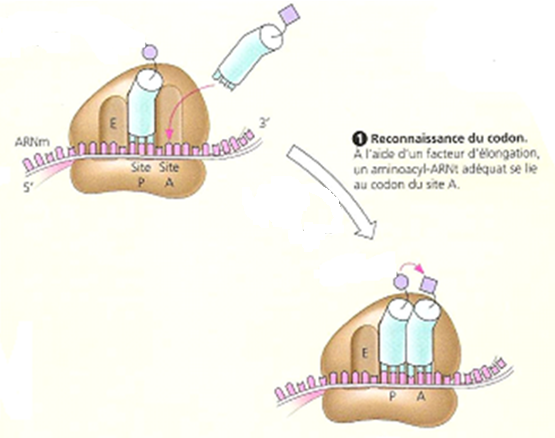 E
ARNm
3'
5'
Site Site
P A
1 Reconnaissance du codon.
À l'aide d'un facteur d'élongation,
un aminoacyl-ARNt adéquat se lie
au codon du site A.
E
P A